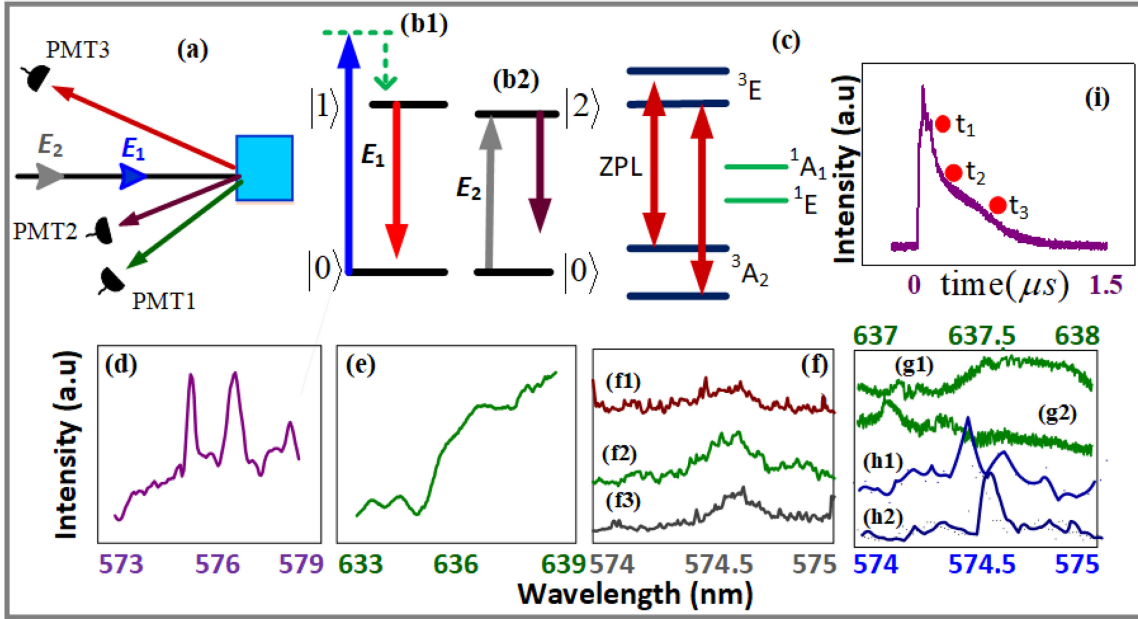 (a)
PMT3
E2
E1
PMT2
PMT1
(b1)
|1⟩
E1
|0⟩
(b2)
|2⟩
E2
|0⟩
(c)
³E
ZPL
¹A₁
¹E
³A₂
Intensity (a.u)
(i)
t₁
t₂
t₃
0 time(μs) 1.5
Intensity (a.u)
(d)
573 576 579
(e)
633 636 639
(f)
(f1)
(f2)
(f3)
574 574.5 575
637 637.5 638
(g1)
(g2)
(h1)
(h2)
574 574.5 575
Wavelength (nm)